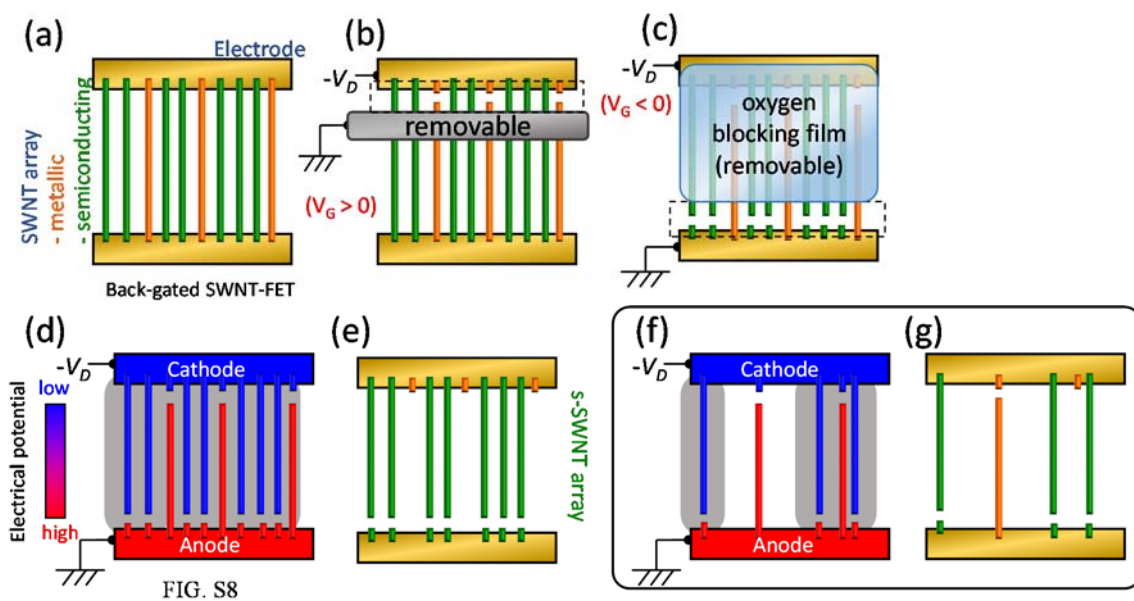 (a)
Electrode
SWNT array
- metallic
- semiconducting
Back-gated SWNT-FET
(b)
-V_D
removable
(V_G > 0)
(c)
-V_D
(V_G < 0)
oxygen
blocking film
(removable)
(d)
-V_D
Cathode
Electrical potential
low
high
Anode
FIG. S8
(e)
s-SWNT array
(f)
-V_D
Cathode
Anode
(g)